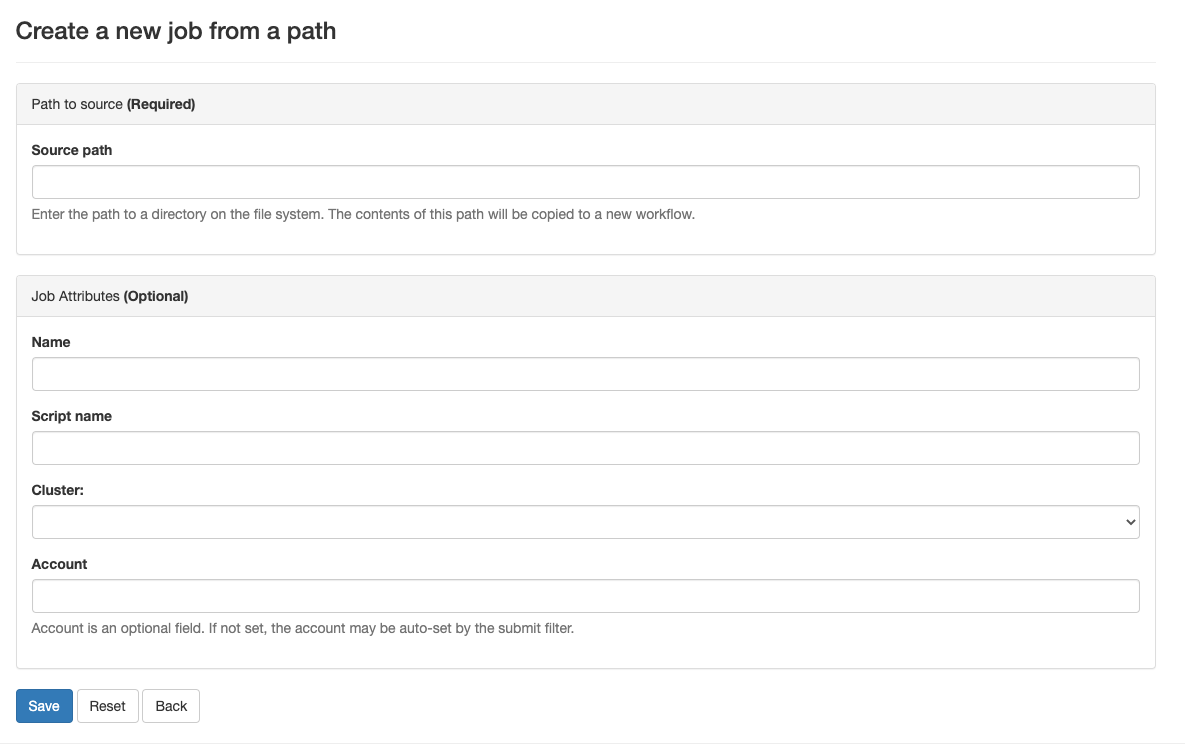 Create a new job from a path
Path to source (Required)
Source path
Enter the path to a directory on the file system. The contents of this path will be copied to a new workflow.
Job Attributes (Optional)
Name
Script name
Cluster:
Account
Account is an optional field. If not set, the account may be auto-set by the submit filter.
Save Reset Back